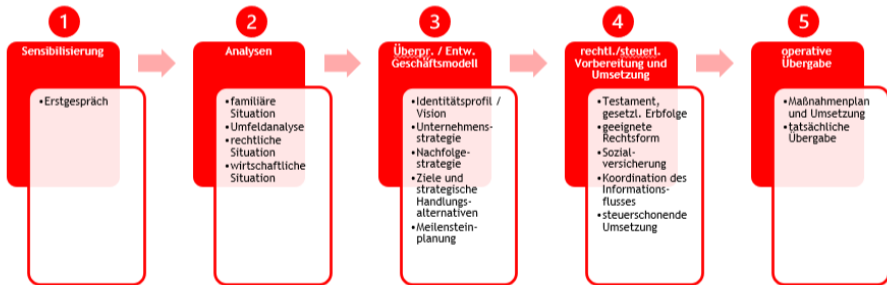 1
Sensibilisierung
•Erstgespräch
2
Analysen
•familiäre
Situation
•Umfeldanalyse
•rechtliche
Situation
•wirtschaftliche
Situation
3
Überpr. / Entw.
Geschäftsmodell
•Identitätsprofil /
Vision
•Unternehmens-
strategie
•Nachfolge-
strategie
•Ziele und
strategische
Handlungs-
alternativen
•Meilenstein-
planung
4
rechtl./steuerl.
Vorbereitung und
Umsetzung
•Testament,
gesetzl. Erbfolge
•geeignete
Rechtsform
•Sozial-
versicherung
•Koordination des
Informations-
flusses
•steuerschonende
Umsetzung
5
operative
Übergabe
•Maßnahmenplan
und Umsetzung
•tatsächliche
Übergabe